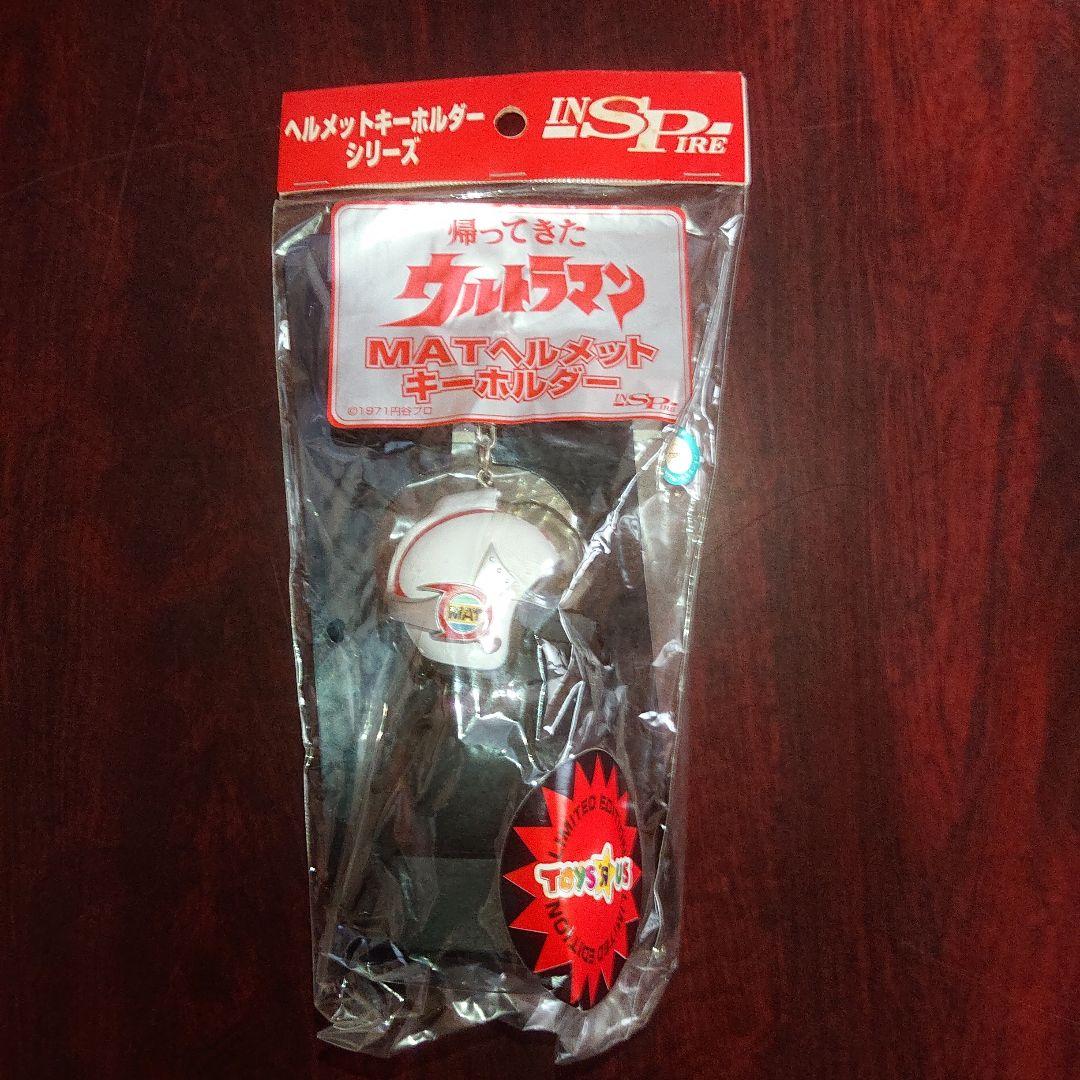 ヘルメットキーホルダー
シリーズ
INSPIRE
帰ってきた
ウルトラマン
MATヘルメット
キーホルダー
©1971円谷プロ
INSPIRE
MAT
LIMITED EDITION
TOYSRUS
LIMITED EDITION